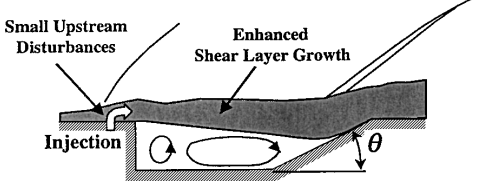 Small Upstream
Disturbances
Enhanced
Shear Layer Growth
Injection
θ